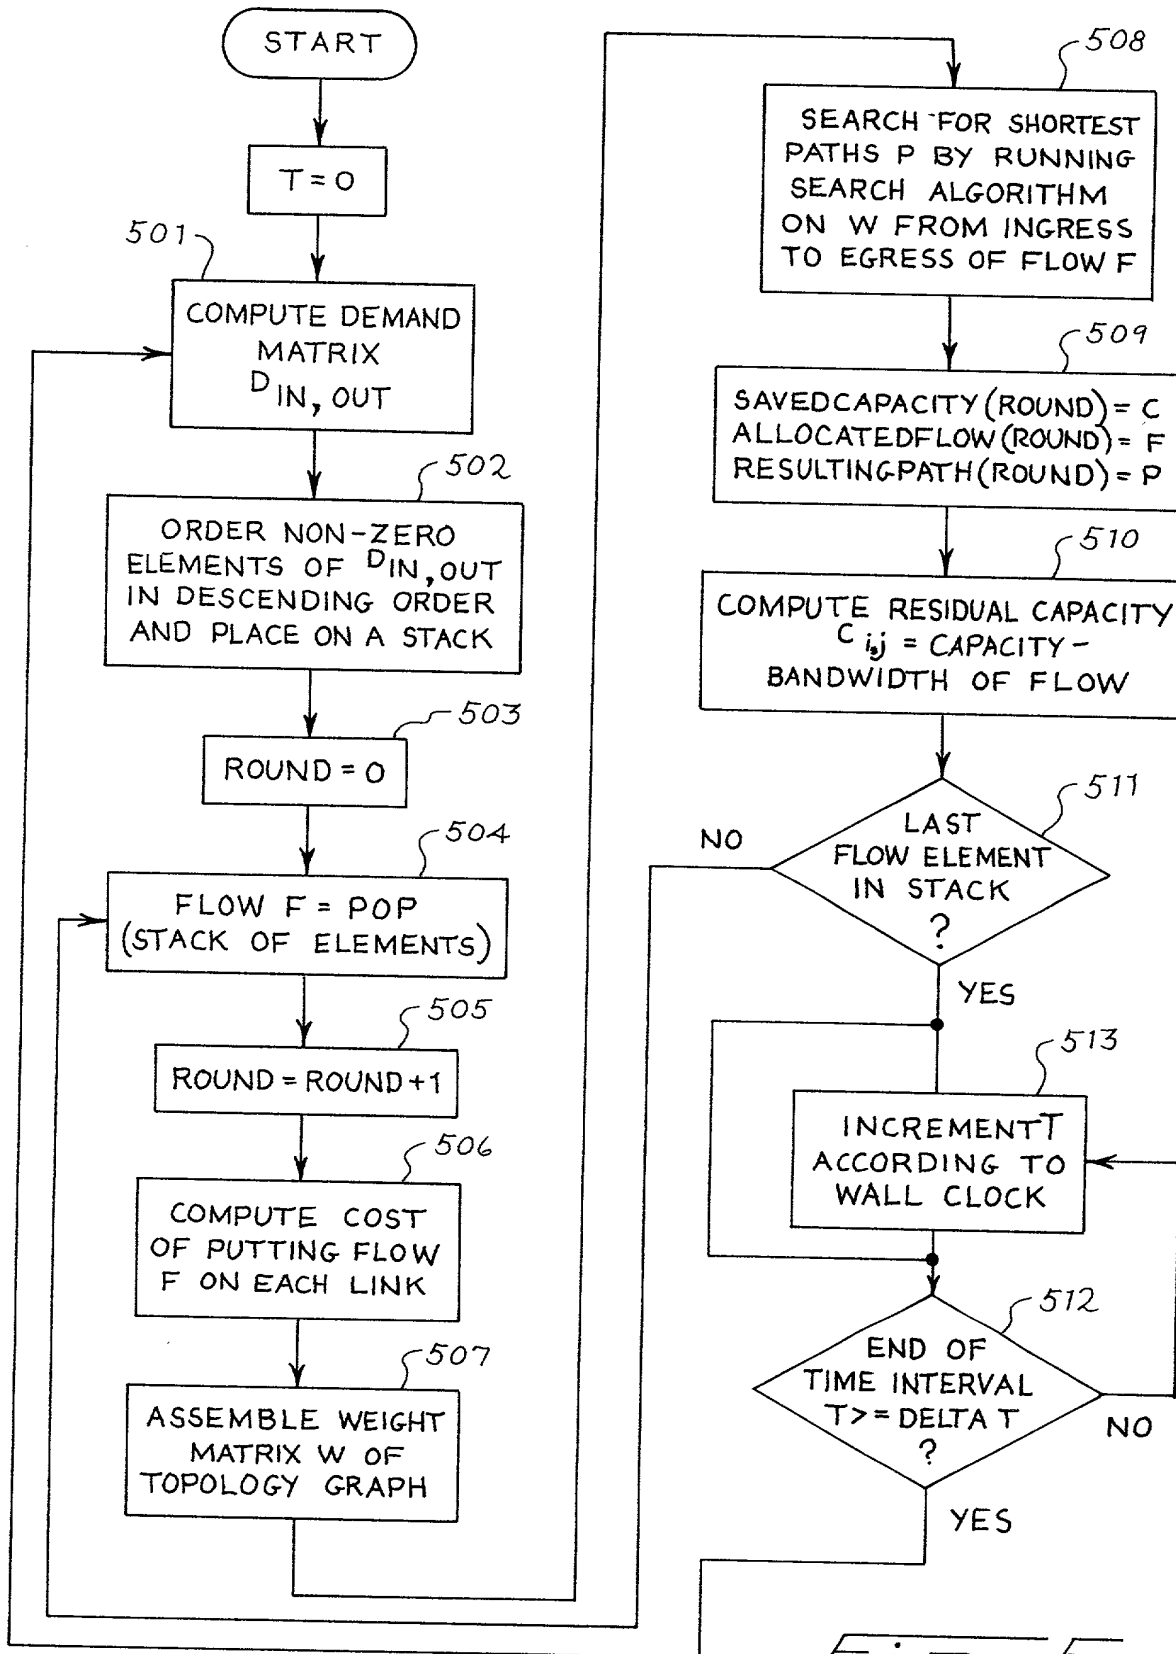 START
T = 0
501
COMPUTE DEMAND
MATRIX
D IN, OUT
502
ORDER NON-ZERO
ELEMENTS OF D IN, OUT
IN DESCENDING ORDER
AND PLACE ON A STACK
503
ROUND = 0
504
FLOW F = POP
(STACK OF ELEMENTS)
505
ROUND = ROUND+1
506
COMPUTE COST
OF PUTTING FLOW
F ON EACH LINK
507
ASSEMBLE WEIGHT
MATRIX W OF
TOPOLOGY GRAPH
508
SEARCH FOR SHORTEST
PATHS P BY RUNNING
SEARCH ALGORITHM
ON W FROM INGRESS
TO EGRESS OF FLOW F
509
SAVEDCAPACITY (ROUND) = C
ALLOCATEDFLOW (ROUND) = F
RESULTINGPATH (ROUND) = P
510
COMPUTE RESIDUAL CAPACITY
C i,j = CAPACITY -
BANDWIDTH OF FLOW
511
LAST
FLOW ELEMENT
IN STACK
?
NO
YES
513
INCREMENT T
ACCORDING TO
WALL CLOCK
512
END OF
TIME INTERVAL
T >= DELTA T
?
NO
YES